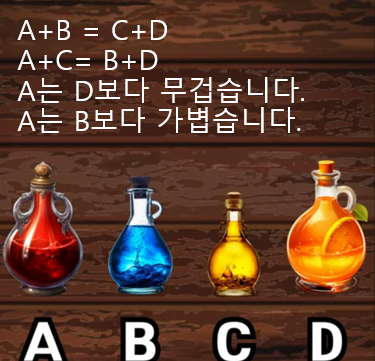 A+B = C+D
A+C= B+D
A는 D보다 무겁습니다.
A는 B보다 가볍습니다.
A B C D